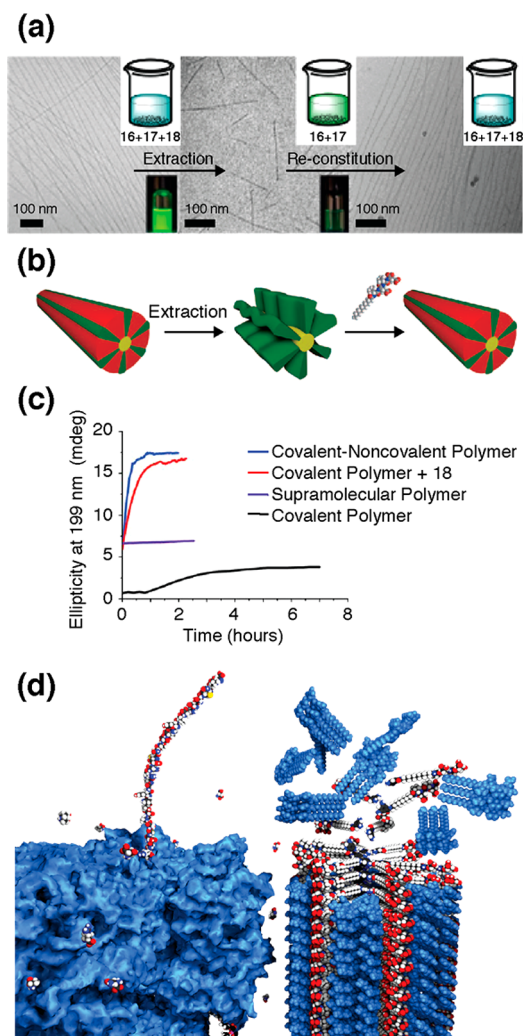 (a)
16+17+18
16+17
16+17+18
Extraction
Re-constitution
100 nm
100 nm
100 nm
(b)
Extraction
(c)
Ellipticity at 199 nm (mdeg)
20
15
10
5
0
0
2
4
6
8
Time (hours)
Covalent-Noncovalent Polymer
Covalent Polymer + 18
Supramolecular Polymer
Covalent Polymer
(d)